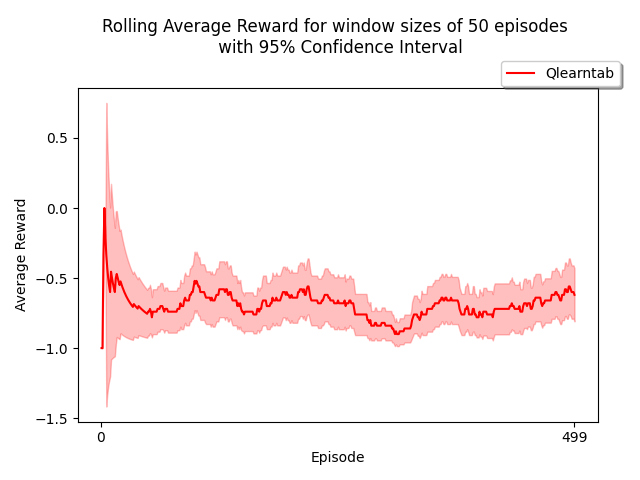 Rolling Average Reward for window sizes of 50 episodes
with 95% Confidence Interval
Qlearntab
0.5
0.0
−0.5
−1.0
−1.5
Average Reward
0
499
Episode